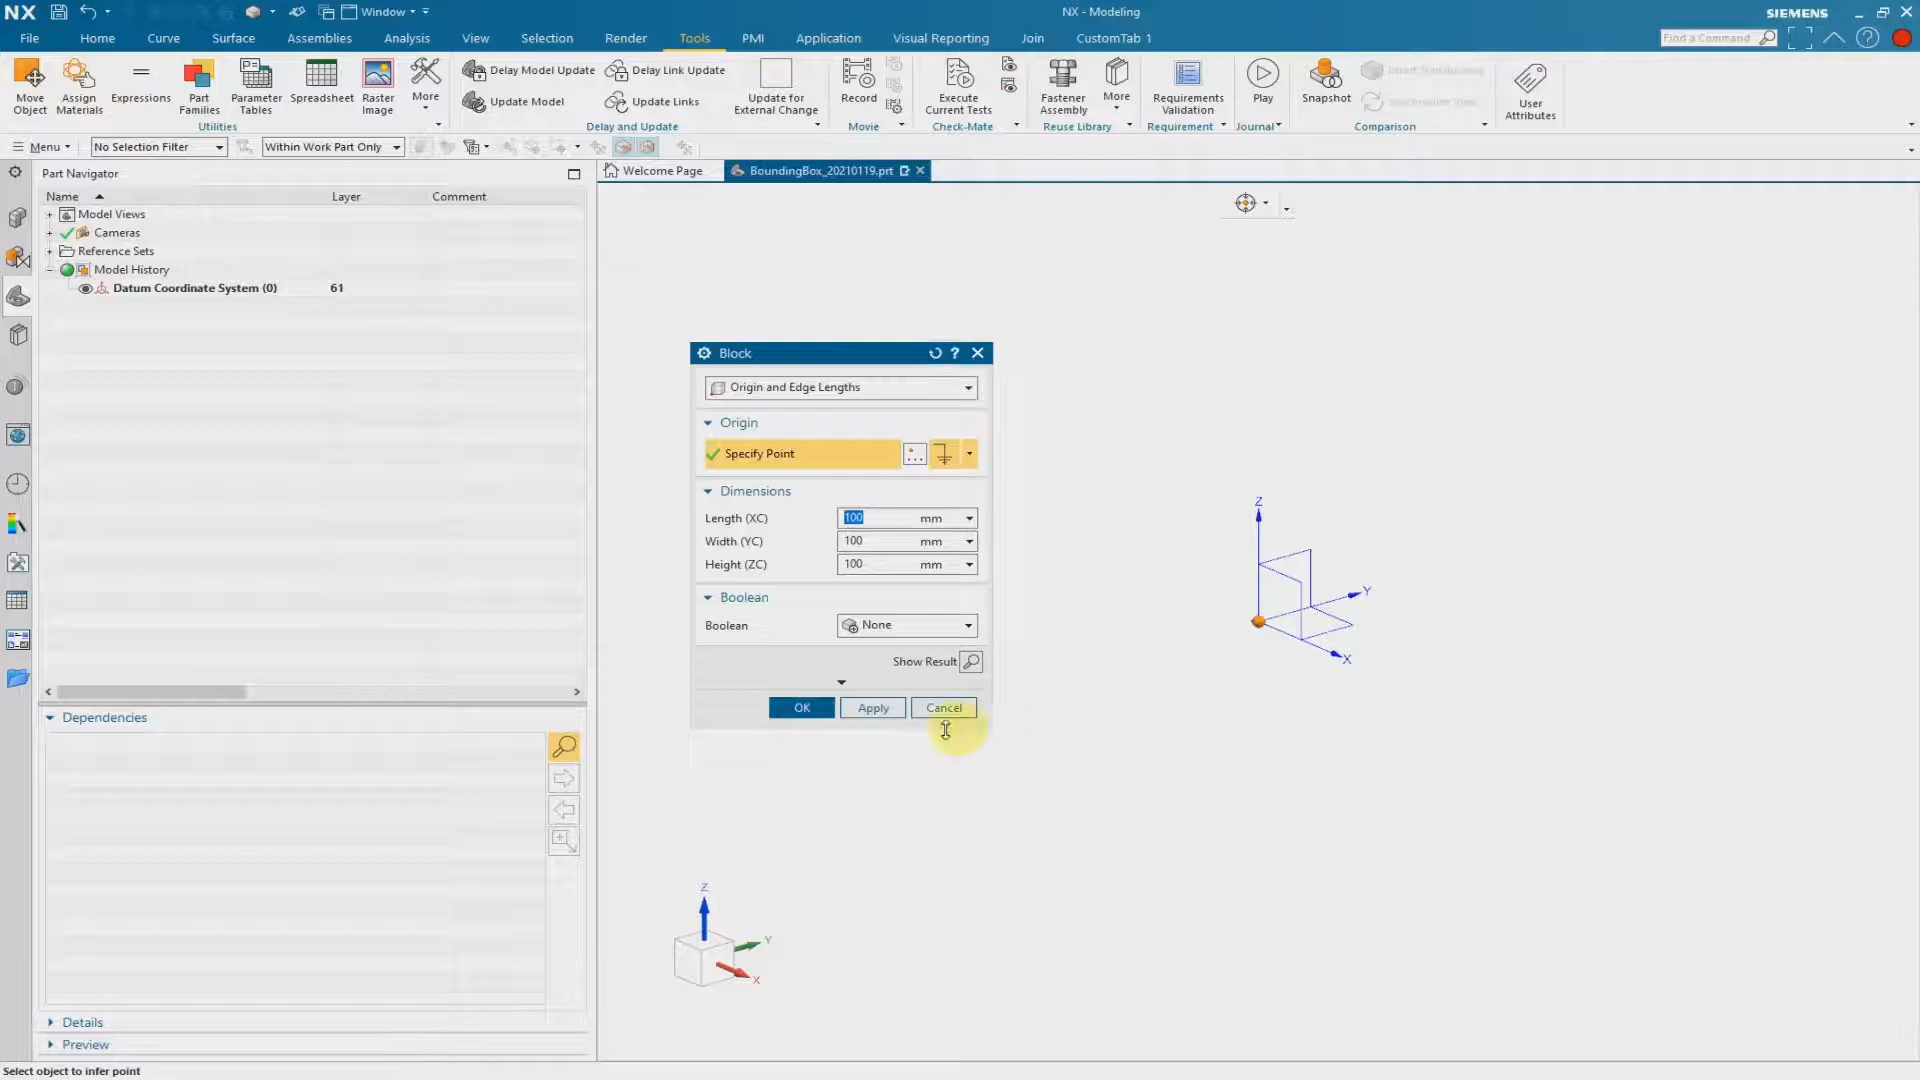 NX Window NX - Modeling SIEMENS
File Home Curve Surface Assemblies Analysis View Selection Render Tools PMI Application Visual Reporting Join CustomTab 1 Find a Command
Move Object
Assign Materials
Expressions
Part Families
Parameter Tables
Spreadsheet
Raster Image
More
Utilities
Delay Model Update Delay Link Update
Update Model Update Links
Update for External Change
Delay and Update
Record
Movie
Execute Current Tests
Check-Mate
Fastener Assembly
More
Reuse Library
Requirements Validation
Requirement
Play
Journal
Snapshot
Comparison
User Attributes
Menu No Selection Filter Within Work Part Only
Part Navigator
Name Layer Comment
Model Views
Cameras
Reference Sets
Model History
Datum Coordinate System (0) 61
Dependencies
Details
Preview
Welcome Page BoundingBox_20210119.prt
Block ?
Origin and Edge Lengths
Origin
Specify Point
Dimensions
Length (XC) 100 mm
Width (YC) 100 mm
Height (ZC) 100 mm
Boolean
Boolean None
Show Result
OK Apply Cancel
Z
Y
X
Z
Y
X
Select object to infer point